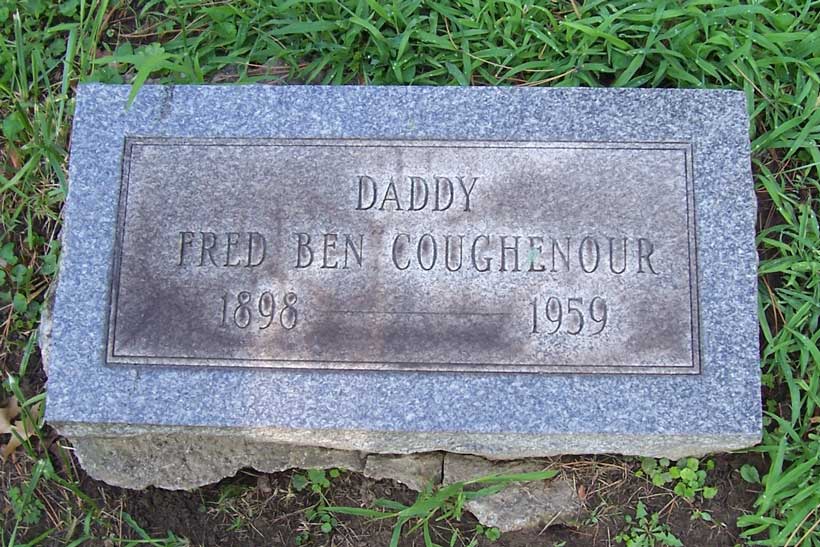 DADDY
FRED BEN COUGHENOUR
1898 1959